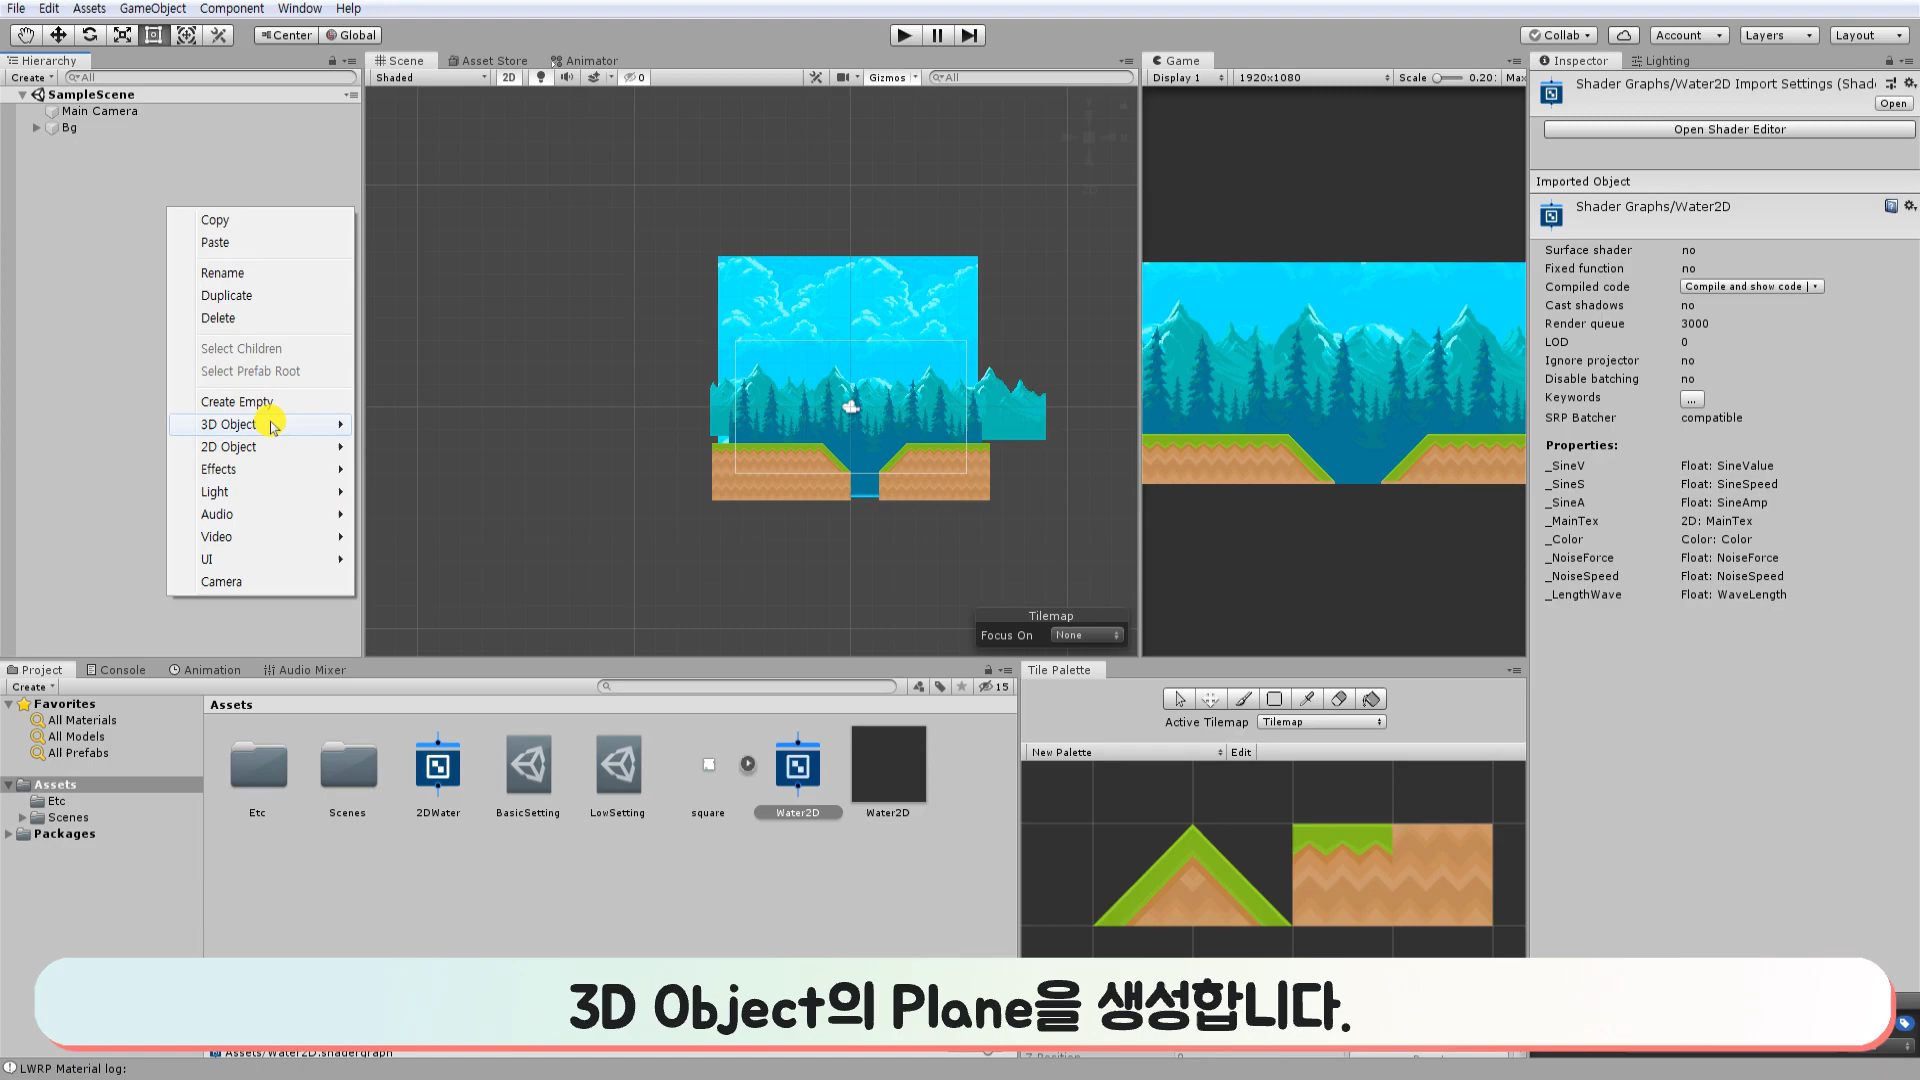 File Edit Assets GameObject Component Window Help
Center Global
Collab Account Layers Layout
Hierarchy
Create All
SampleScene
Main Camera
Bg
Copy
Paste
Rename
Duplicate
Delete
Select Children
Select Prefab Root
Create Empty
3D Object
2D Object
Effects
Light
Audio
Video
UI
Camera
Scene Asset Store Animator
Shaded 2D 0 Gizmos All
Tilemap
Focus On None
Game
Display 1 1920x1080 Scale 0.20 Max
Inspector Lighting
Shader Graphs/Water2D Import Settings (Shad
Open
Open Shader Editor
Imported Object
Shader Graphs/Water2D
Surface shader no
Fixed function no
Compiled code Compile and show code
Cast shadows no
Render queue 3000
LOD 0
Ignore projector no
Disable batching no
Keywords ...
SRP Batcher compatible
Properties:
_SineV Float: SineValue
_SineS Float: SineSpeed
_SineA Float: SineAmp
_MainTex 2D: MainTex
_Color Color: Color
_NoiseForce Float: NoiseForce
_NoiseSpeed Float: NoiseSpeed
_LengthWave Float: WaveLength
Project Console Animation Audio Mixer
Create 15
Favorites
All Materials
All Models
All Prefabs
Assets
Etc
Scenes
Packages
Assets
Etc Scenes 2DWater BasicSetting LowSetting square Water2D Water2D
Tile Palette
Active Tilemap Tilemap
New Palette Edit
3D Object의 Plane을 생성합니다.
Assets/Water2D.shadergraph
LWRP Material log: